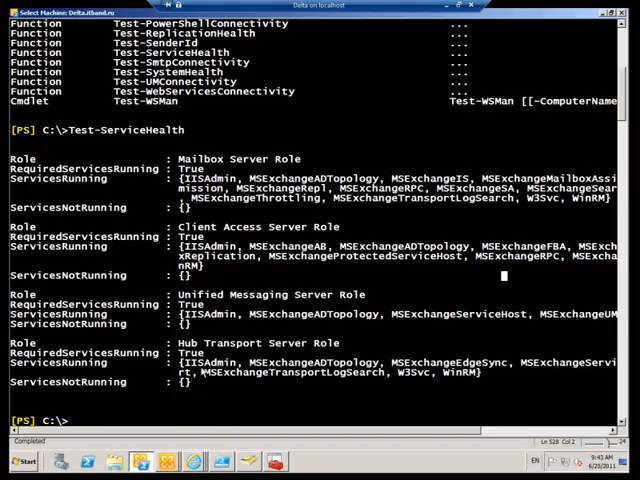 Select Machine: Delta.itband.ru
Delta on localhost
Function Test-PowerShellConnectivity ...
Function Test-ReplicationHealth ...
Function Test-SenderId ...
Function Test-ServiceHealth ...
Function Test-SmtpConnectivity ...
Function Test-SystemHealth ...
Function Test-UMConnectivity ...
Function Test-WebServicesConnectivity ...
Cmdlet Test-WSMan Test-WSMan [[-ComputerName
[PS] C:\>Test-ServiceHealth
Role : Mailbox Server Role
RequiredServicesRunning : True
ServicesRunning : {IISAdmin, MSExchangeADTopology, MSExchangeIS, MSExchangeMailboxAssi
mission, MSExchangeRepl, MSExchangeRPC, MSExchangeSA, MSExchangeSear
, MSExchangeThrottling, MSExchangeTransportLogSearch, W3Svc, WinRM}
ServicesNotRunning : {}
Role : Client Access Server Role
RequiredServicesRunning : True
ServicesRunning : {IISAdmin, MSExchangeAB, MSExchangeADTopology, MSExchangeFBA, MSExch
xReplication, MSExchangeProtectedServiceHost, MSExchangeRPC, MSExcha
nRM}
ServicesNotRunning : {}
Role : Unified Messaging Server Role
RequiredServicesRunning : True
ServicesRunning : {IISAdmin, MSExchangeADTopology, MSExchangeServiceHost, MSExchangeUM
ServicesNotRunning : {}
Role : Hub Transport Server Role
RequiredServicesRunning : True
ServicesRunning : {IISAdmin, MSExchangeADTopology, MSExchangeEdgeSync, MSExchangeServi
rt, MSExchangeTransportLogSearch, W3Svc, WinRM}
ServicesNotRunning : {}
[PS] C:\>
Completed Ln 528 Col 2 24
Start EN 9:43 AM
6/25/2011